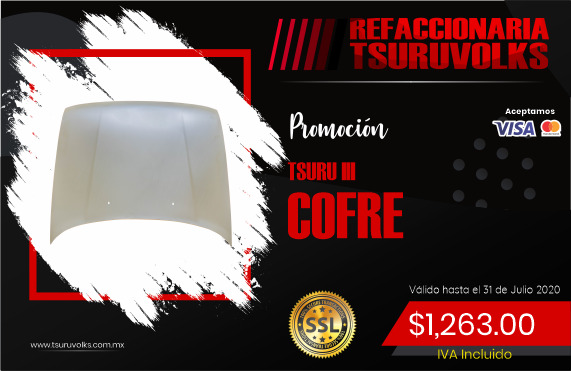 REFACCIONARIA
TSURUVOLKS
Aceptamos
VISA
Promoción
TSURU III
COFRE
SSL
Válido hasta el 31 de Julio 2020
$1,263.00
IVA Incluido
www.tsuruvolks.com.mx